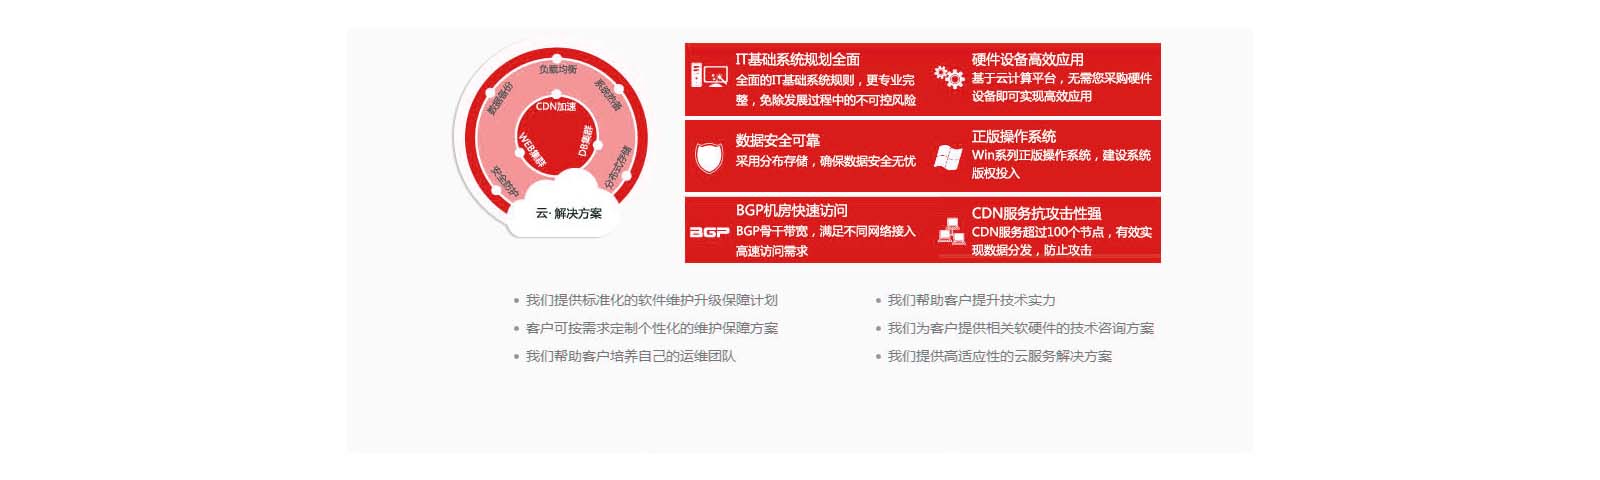 负载均衡
数据备份
系统热备
CDN加速
WEB集群
DB集群
安全防护
分布式存储
云·解决方案
IT基础系统规划全面
全面的IT基础系统规则，更专业完
整，免除发展过程中的不可控风险
硬件设备高效应用
基于云计算平台，无需您采购硬件
设备即可实现高效应用
数据安全可靠
采用分布存储，确保数据安全无忧
正版操作系统
Win系列正版操作系统，建设系统
版权投入
BGP
BGP机房快速访问
BGP骨干带宽，满足不同网络接入
高速访问需求
CDN服务抗攻击性强
CDN服务超过100个节点，有效实
现数据分发，防止攻击
我们提供标准化的软件维护升级保障计划
客户可按需求定制个性化的维护保障方案
我们帮助客户培养自己的运维团队
我们帮助客户提升技术实力
我们为客户提供相关软硬件的技术咨询方案
我们提供高适应性的云服务解决方案